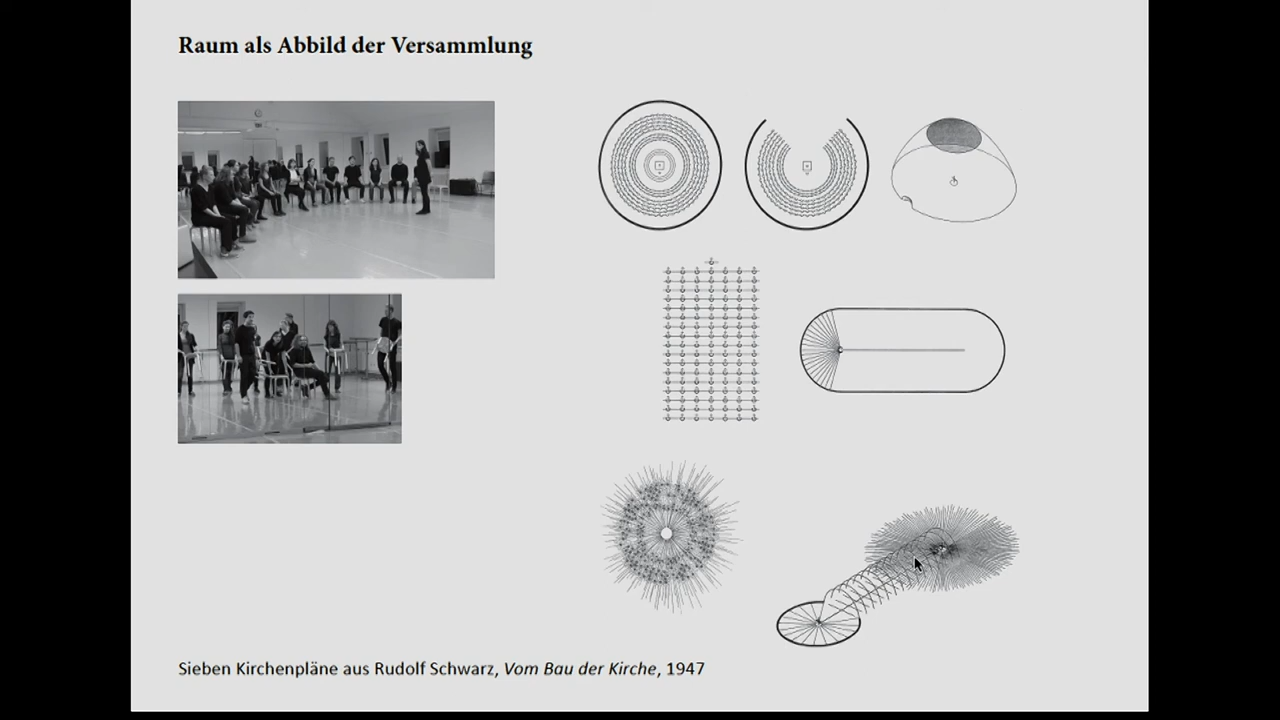 Raum als Abbild der Versammlung
Sieben Kirchenpläne aus Rudolf Schwarz, Vom Bau der Kirche, 1947